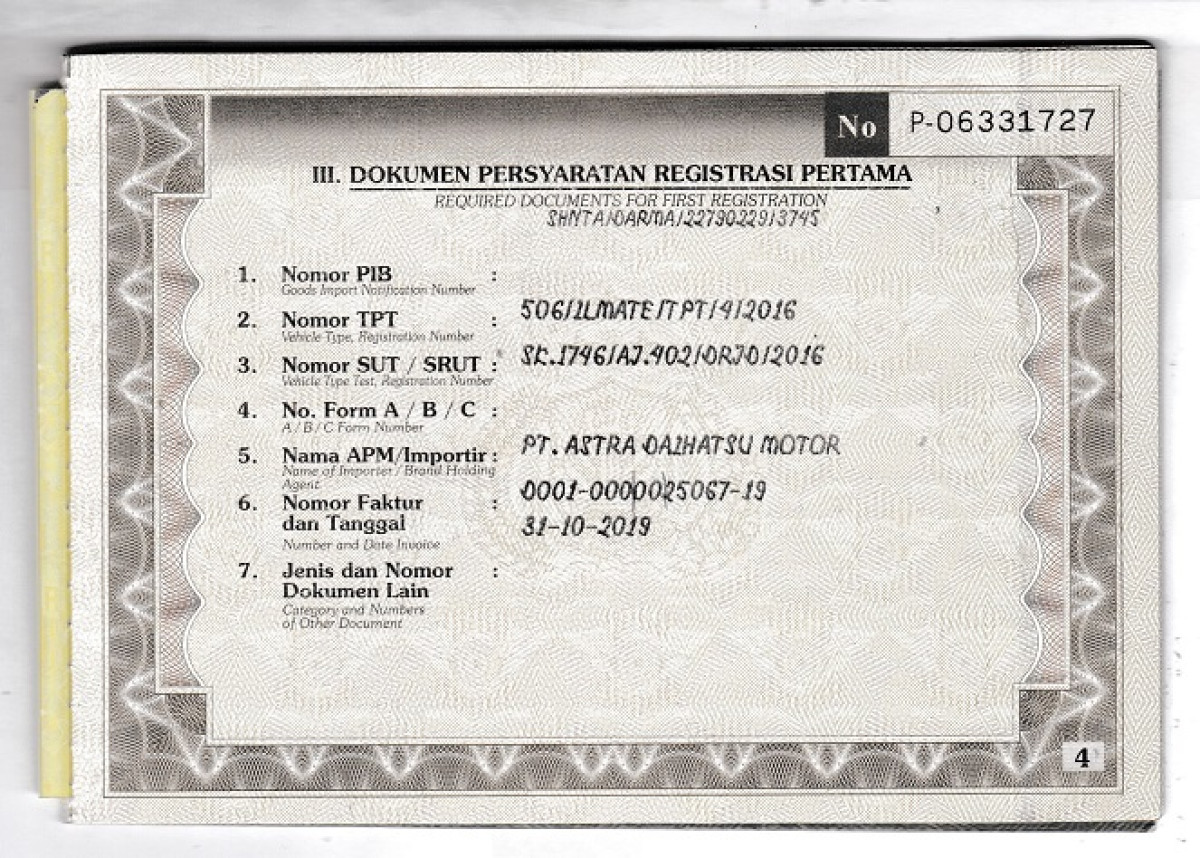 No P-06331727
III. DOKUMEN PERSYARATAN REGISTRASI PERTAMA
REQUIRED DOCUMENTS FOR FIRST REGISTRATION
SHNTA/DARMA/22790229/3745
1. Nomor PIB :
Goods Import Notification Number
2. Nomor TPT : 506/ILMATE/TPT/4/2016
Vehicle Type, Registration Number
3. Nomor SUT / SRUT : SK.1746/AJ.402/DRJD/2016
Vehicle Type Test, Registration Number
4. No. Form A / B / C :
A / B / C Form Number
5. Nama APM/Importir : PT. ASTRA DAIHATSU MOTOR
Name of Importer / Brand Holding
Agent
6. Nomor Faktur : 0001-0000025067-19
dan Tanggal 31-10-2019
Number and Date Invoice
7. Jenis dan Nomor :
Dokumen Lain
Category and Numbers
of Other Document
4